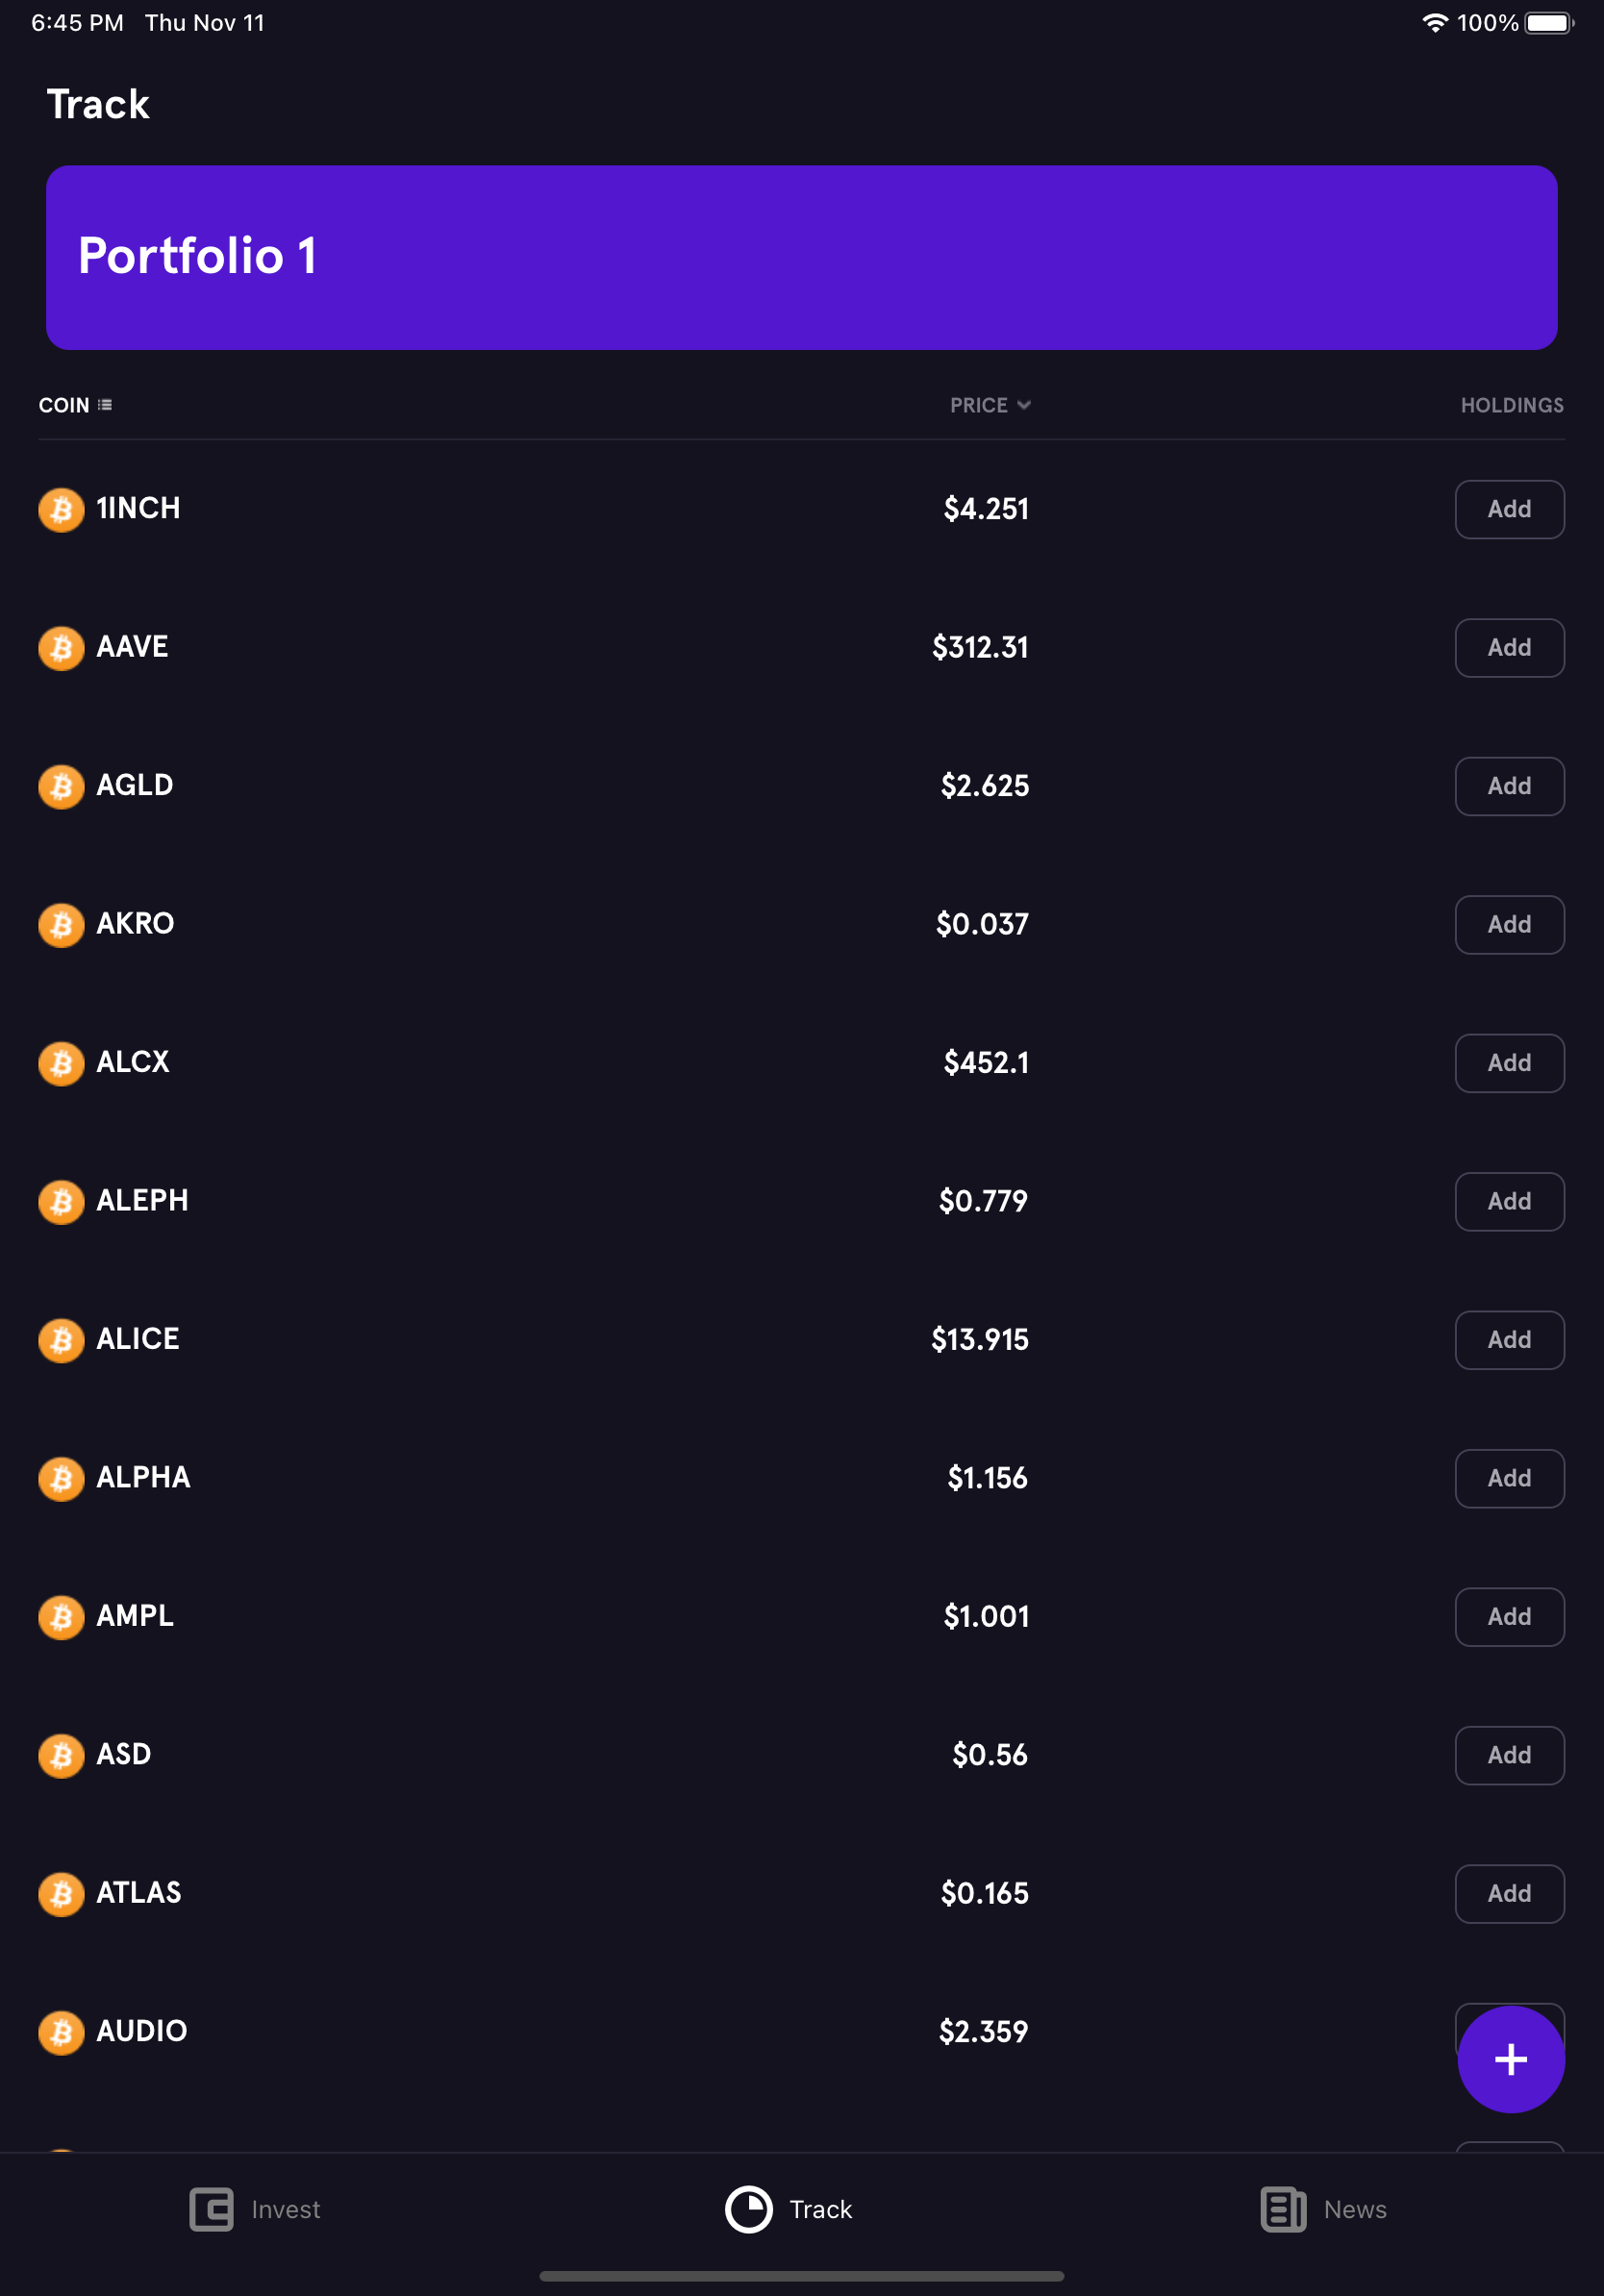 6:45 PM Thu Nov 11 100%
Track
Portfolio 1
COIN PRICE HOLDINGS
1INCH $4.251 Add
AAVE $312.31 Add
AGLD $2.625 Add
AKRO $0.037 Add
ALCX $452.1 Add
ALEPH $0.779 Add
ALICE $13.915 Add
ALPHA $1.156 Add
AMPL $1.001 Add
ASD $0.56 Add
ATLAS $0.165 Add
AUDIO $2.359
+
Invest Track News